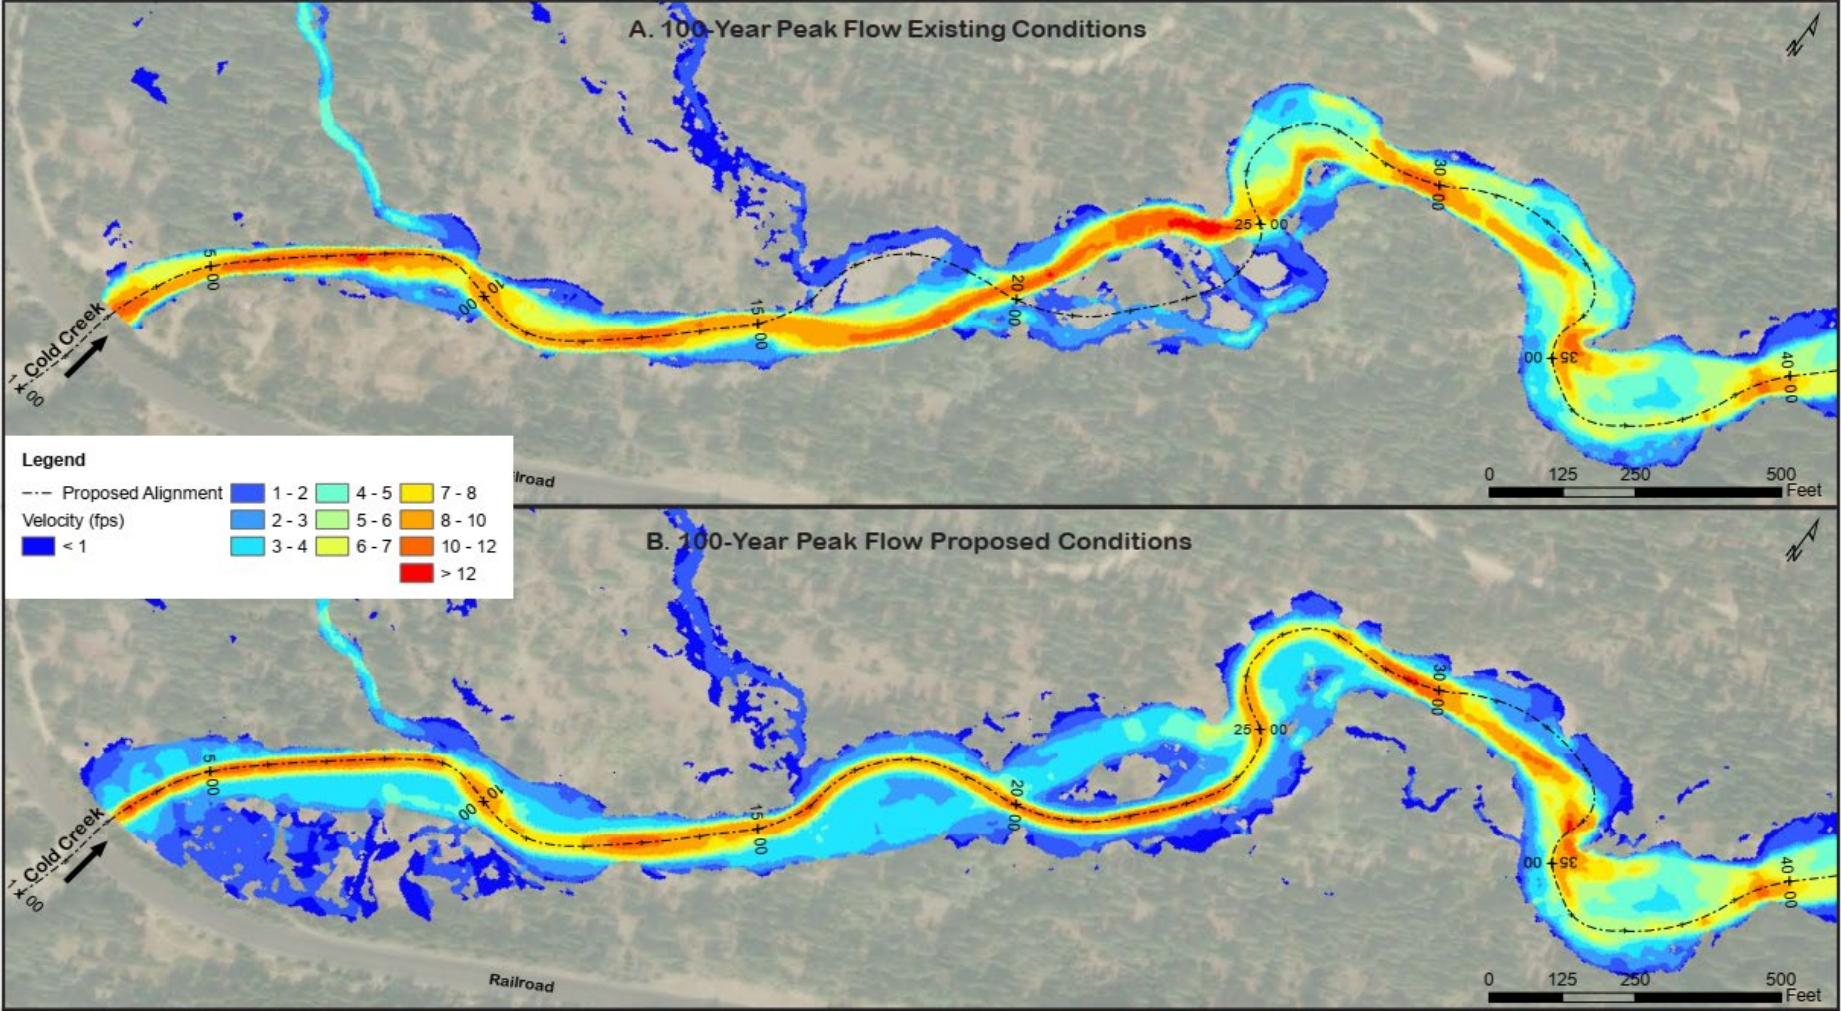 A. 100-Year Peak Flow Existing Conditions
N
5+00
10+00
15+00
20+00
25+00
30+00
35+00
40+00
Cold Creek
1+00
0 125 250 500
Feet
ilroad
Legend
Proposed Alignment
Velocity (fps)
< 1
1 - 2
2 - 3
3 - 4
4 - 5
5 - 6
6 - 7
7 - 8
8 - 10
10 - 12
> 12
B. 100-Year Peak Flow Proposed Conditions
N
5+00
10+00
15+00
20+00
25+00
30+00
35+00
40+00
Cold Creek
1+00
Railroad
0 125 250 500
Feet